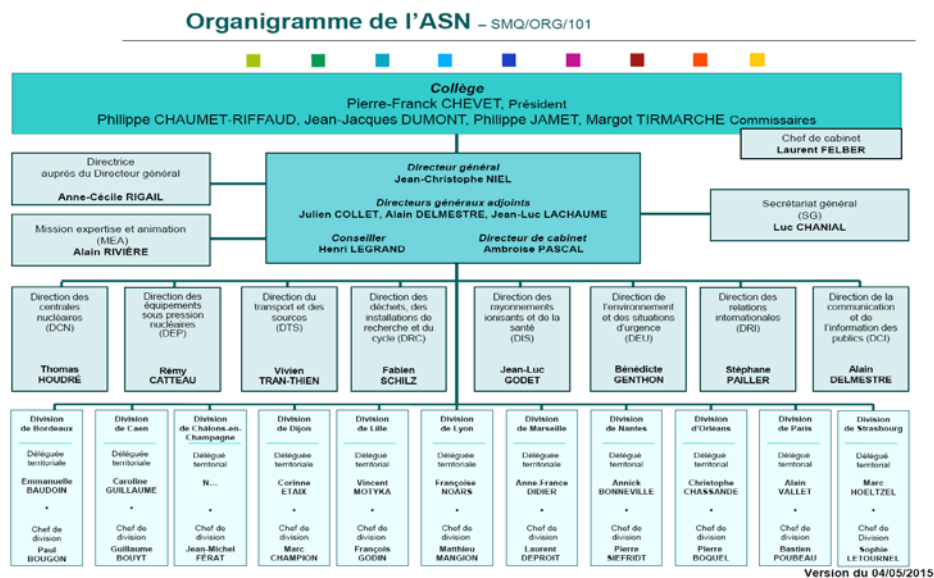 Organigramme de l'ASN – SMQ/ORG/101
Collège
Pierre-Franck CHEVET, Président
Philippe CHAUMET-RIFFAUD, Jean-Jacques DUMONT, Philippe JAMET, Margot TIRMARCHE Commissaires
Chef de cabinet
Laurent FELBER
Directrice
auprès du Directeur général
Anne-Cécile RIGAIL
Directeur général
Jean-Christophe NIEL
Directeurs généraux adjoints
Julien COLLET, Alain DELMESTRE, Jean-Luc LACHAUME
Conseiller
Henri LEGRAND
Directeur de cabinet
Ambroise PASCAL
Mission expertise et animation
(MEA)
Alain RIVIÈRE
Secrétariat général
(SG)
Luc CHANIAL
Direction des
centrales
nucléaires
(DCN)
Thomas
HOUDRÉ
Direction des
équipements
sous pression
nucléaires
(DEP)
Rémy
CATTEAU
Direction du
transport et des
sources
(DTS)
Vivien
TRAN-THIEN
Direction des
déchets, des
installations de
recherche et du
cycle (DRC)
Fabien
SCHILZ
Direction des
rayonnements
ionisants et de la
santé
(DIS)
Jean-Luc
GODET
Direction de
l'environnement
et des situations
d'urgence
(DEU)
Bénédicte
GENTHON
Direction des
relations
internationales
(DRI)
Stéphane
PAILLER
Direction de la
communication
et de
l'information des
publics (DCI)
Alain
DELMESTRE
Division
de Bordeaux
Déléguée
territoriale
Emmanuelle
BAUDOIN
•
Chef de
division
Paul
BOUGON
Division
de Caen
Déléguée
territoriale
Caroline
GUILLAUME
•
Chef de
division
Guillaume
BOUYT
Division
de Châlons-en-
Champagne
Délégué
territorial
N...
•
Chef de
division
Jean-Michel
FÉRAT
Division
de Dijon
Déléguée
territoriale
Corinne
ETAIX
•
Chef de
division
Marc
CHAMPION
Division
de Lille
Délégué
territorial
Vincent
MOTYKA
•
Chef de
division
François
GODIN
Division
de Lyon
Déléguée
territoriale
Françoise
NOARS
•
Chef de
division
Matthieu
MANGION
Division
de Marseille
Déléguée
territoriale
Anne-France
DIDIER
•
Chef de
division
Laurent
DEPROIT
Division
de Nantes
Déléguée
territoriale
Annick
BONNEVILLE
•
Chef de
division
Pierre
SIEFRIDT
Division
d'Orléans
Délégué
territorial
Christophe
CHASSANDE
•
Chef de
division
Pierre
BOQUEL
Division
de Paris
Délégué
territorial
Alain
VALLET
•
Chef de
division
Bastien
POUBEAU
Division
de Strasbourg
Délégué
territorial
Marc
HOELTZEL
•
Chef de
Division
Sophie
LETOURNEL
Version du 04/05/2015